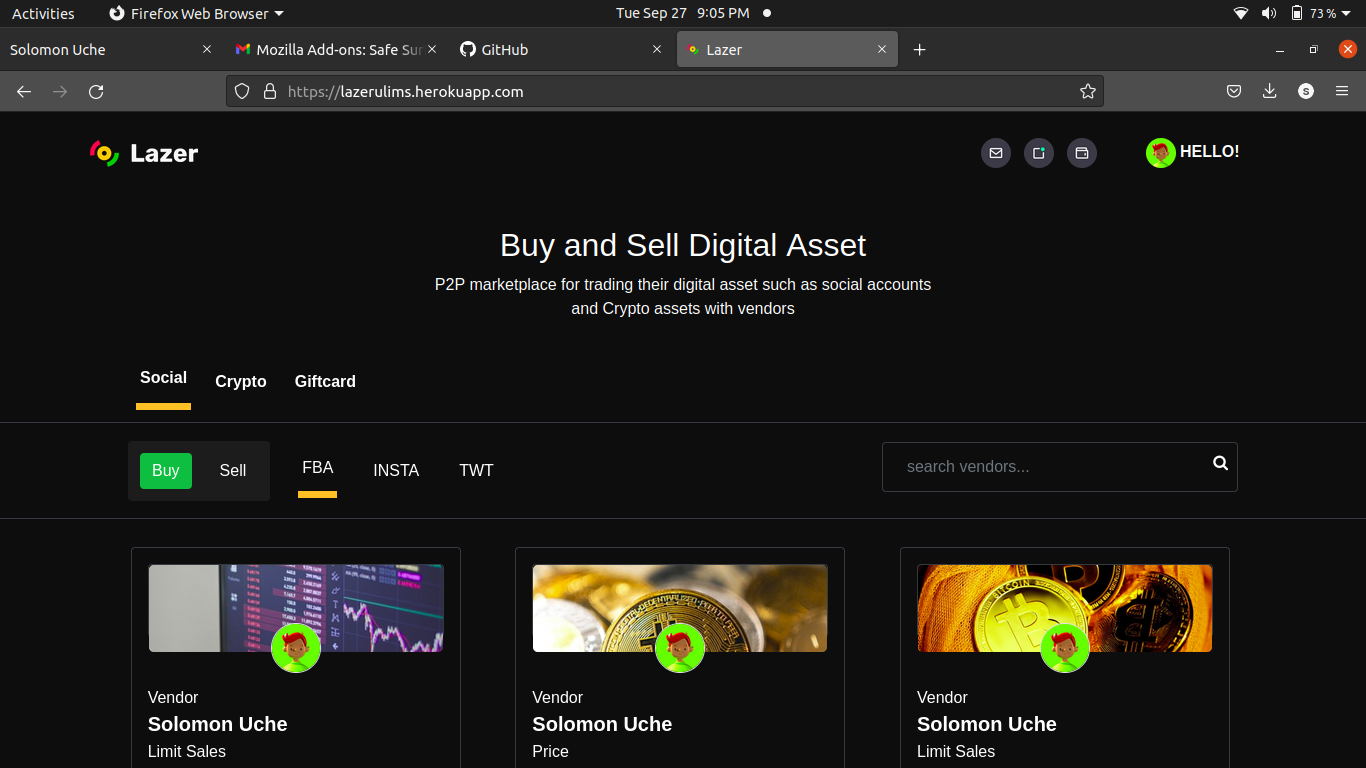 Activities Firefox Web Browser Tue Sep 27 9:05 PM 73 %
Solomon Uche Mozilla Add-ons: Safe Sur GitHub Lazer
https://lazerulims.herokuapp.com S
Lazer HELLO!
Buy and Sell Digital Asset
P2P marketplace for trading their digital asset such as social accounts
and Crypto assets with vendors
Social Crypto Giftcard
Buy Sell FBA INSTA TWT search vendors...
Vendor Vendor Vendor
Solomon Uche Solomon Uche Solomon Uche
Limit Sales Price Limit Sales